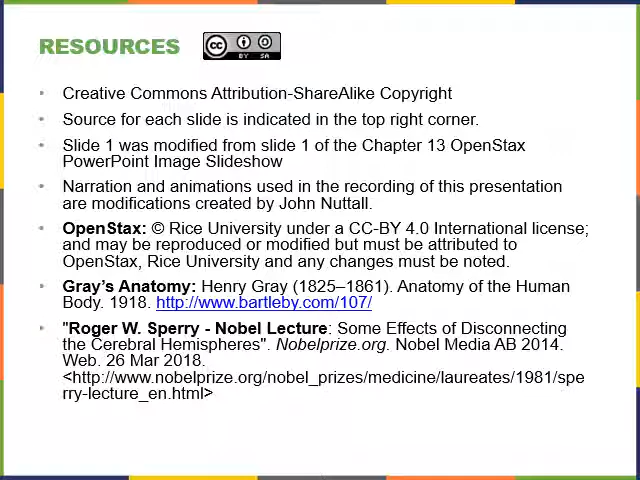 RESOURCES
cc
BY SA
• Creative Commons Attribution-ShareAlike Copyright
• Source for each slide is indicated in the top right corner.
• Slide 1 was modified from slide 1 of the Chapter 13 OpenStax
PowerPoint Image Slideshow
• Narration and animations used in the recording of this presentation
are modifications created by John Nuttall.
• OpenStax: © Rice University under a CC-BY 4.0 International license;
and may be reproduced or modified but must be attributed to
OpenStax, Rice University and any changes must be noted.
• Gray’s Anatomy: Henry Gray (1825–1861). Anatomy of the Human
Body. 1918. http://www.bartleby.com/107/
• "Roger W. Sperry - Nobel Lecture: Some Effects of Disconnecting
the Cerebral Hemispheres". Nobelprize.org. Nobel Media AB 2014.
Web. 26 Mar 2018.
<http://www.nobelprize.org/nobel_prizes/medicine/laureates/1981/spe
rry-lecture_en.html>